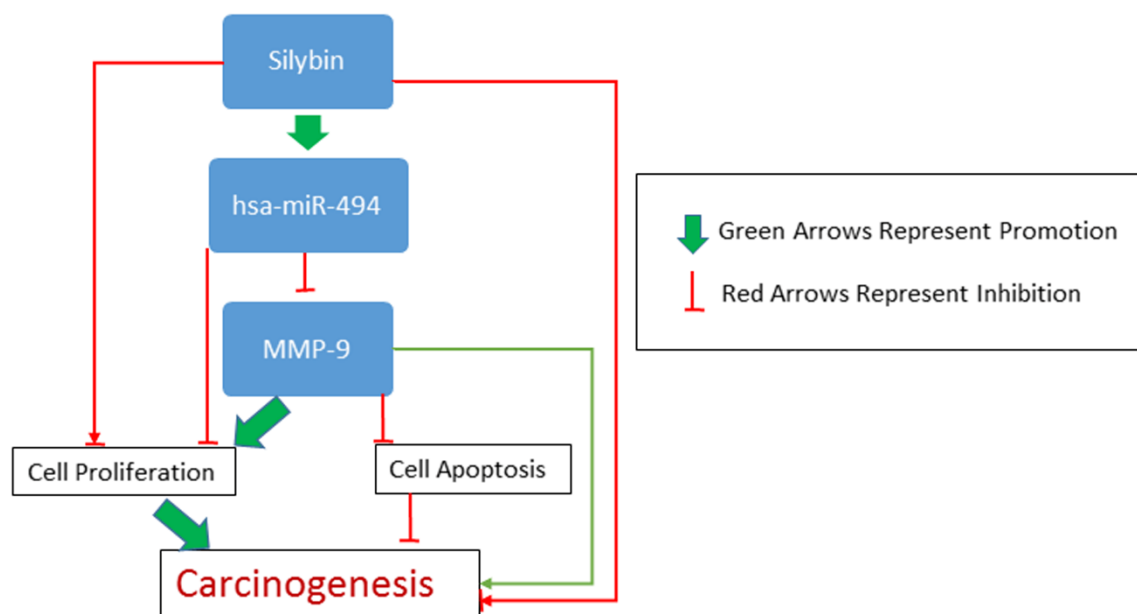 Silybin
hsa-miR-494
Green Arrows Represent Promotion
Red Arrows Represent Inhibition
MMP-9
Cell Proliferation
Cell Apoptosis
Carcinogenesis